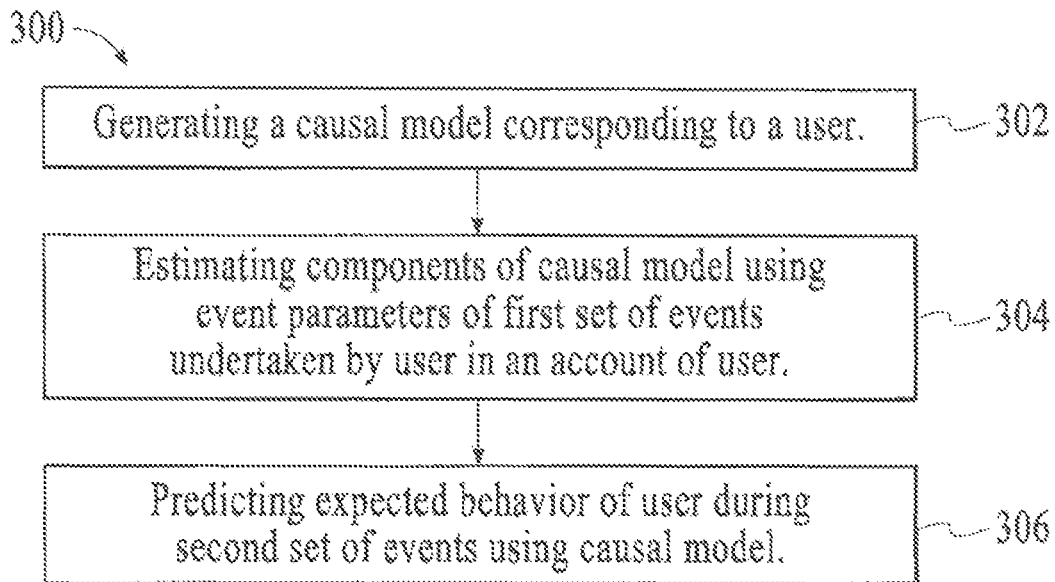 300
Generating a causal model corresponding to a user.
302
Estimating components of causal model using
event parameters of first set of events
undertaken by user in an account of user.
304
Predicting expected behavior of user during
second set of events using causal model.
306